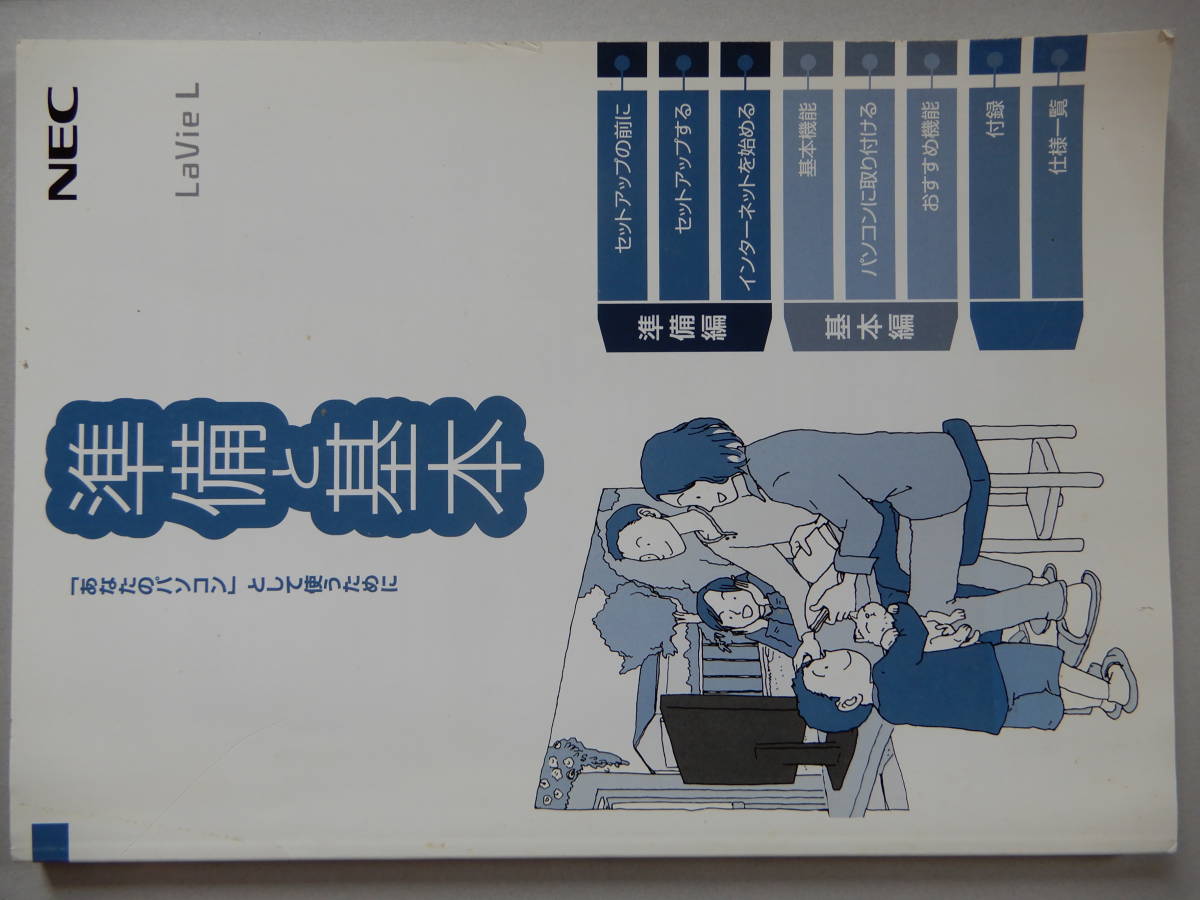 NEC
LaVie L
準備と基本
「あなたのパソコン」として使うために
準備編
セットアップの前に
セットアップする
インターネットを始める
基本編
基本機能
パソコンに取り付ける
おすすめ機能
付録
仕様一覧